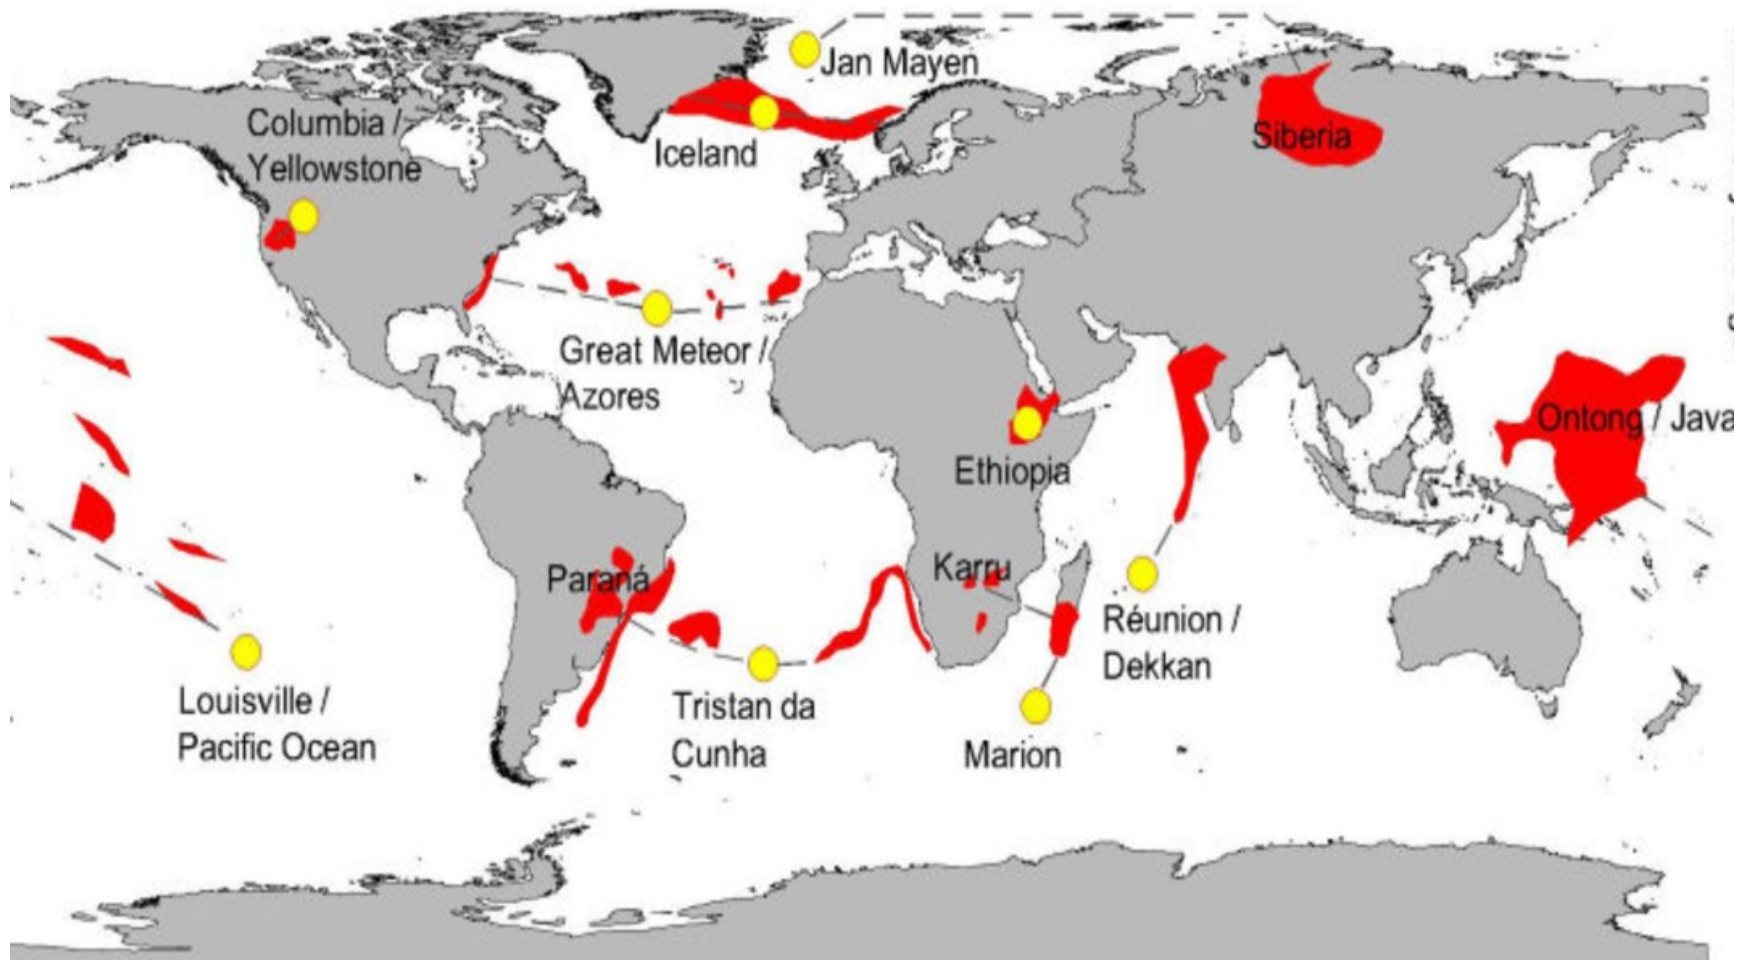 Jan Mayen
Columbia /
Yellowstone
Iceland
Siberia
Great Meteor /
Azores
Ontong / Java
Ethiopia
Paraná
Karru
Réunion /
Dekkan
Louisville /
Pacific Ocean
Tristan da
Cunha
Marion